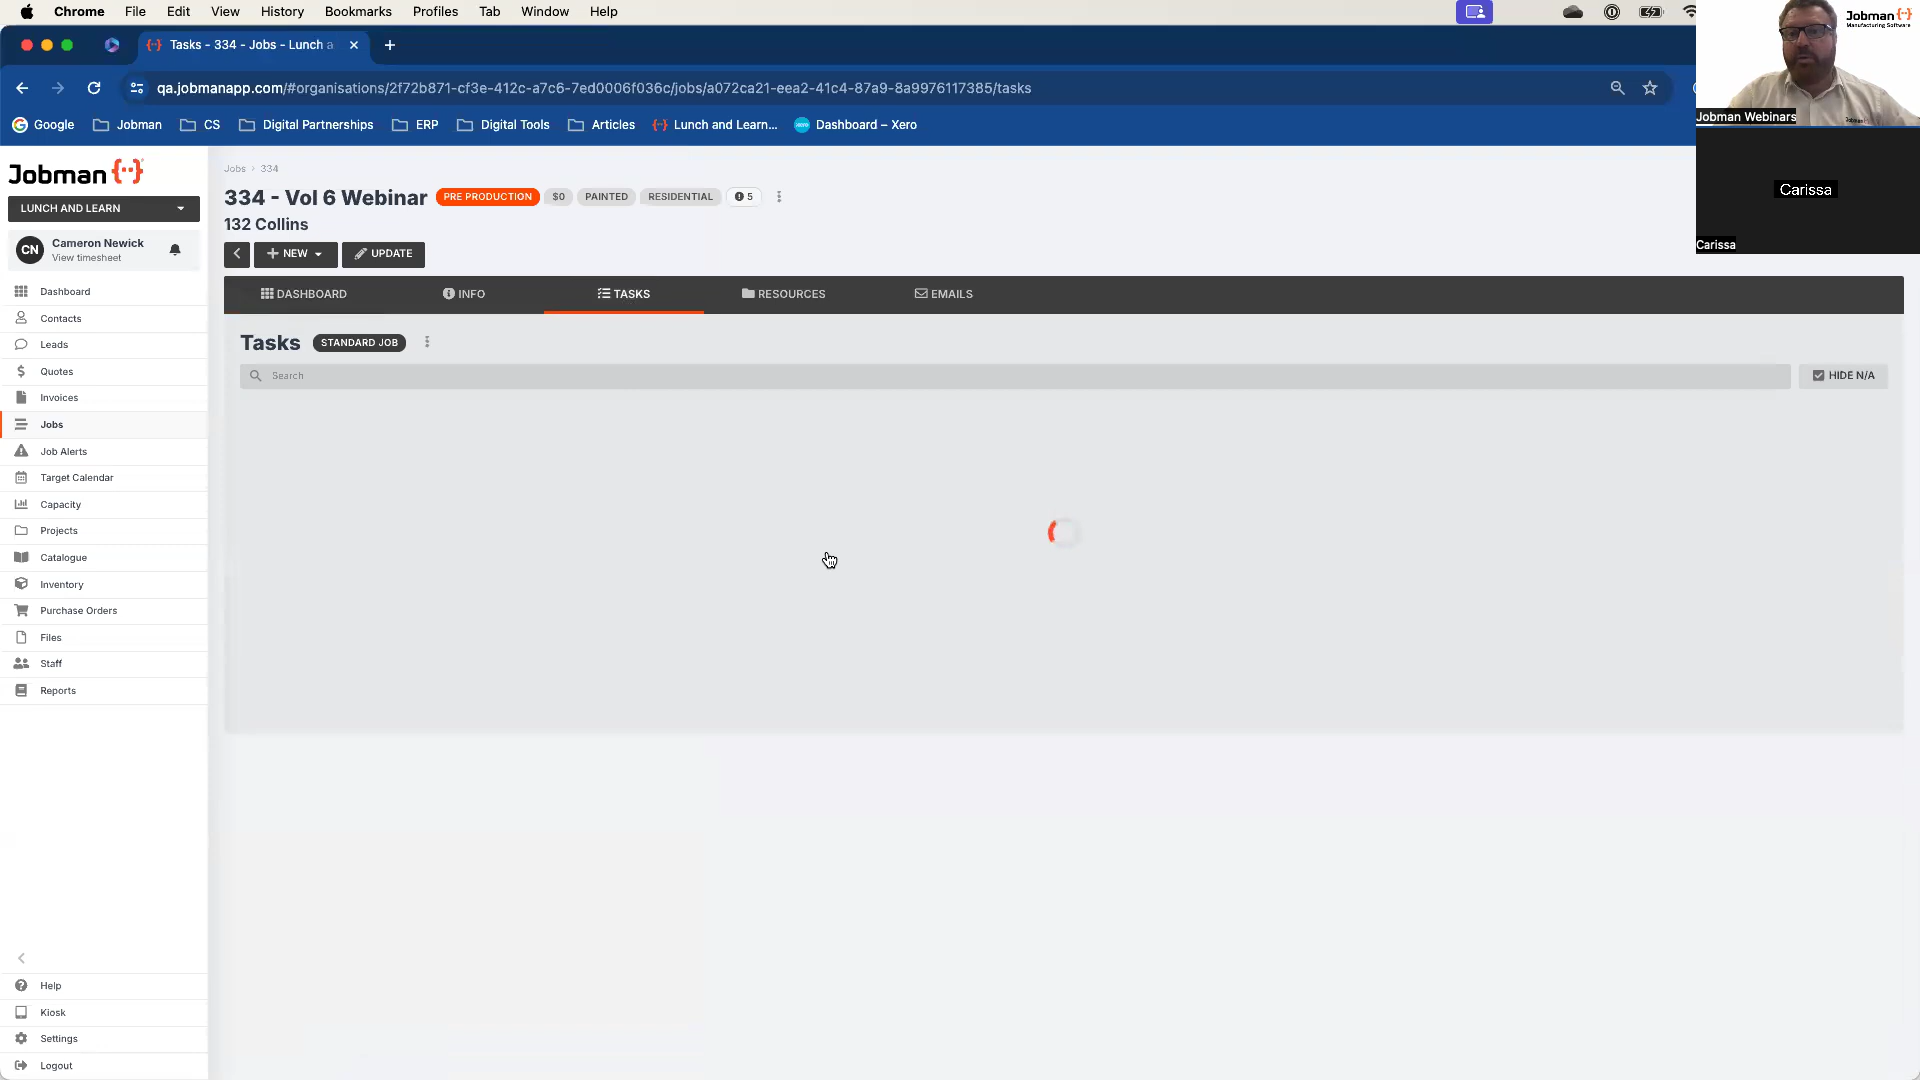 Chrome File Edit View History Bookmarks Profiles Tab Window Help
Tasks - 334 - Jobs - Lunch a
qa.jobmanapp.com/#organisations/2f72b871-cf3e-412c-a7c6-7ed0006f036c/jobs/a072ca21-eea2-41c4-87a9-8a9976117385/tasks
Google Jobman CS Digital Partnerships ERP Digital Tools Articles Lunch and Learn... Dashboard – Xero
Jobman
Manufacturing Software
Jobman Webinars
Carissa
Carissa
Jobman
LUNCH AND LEARN
CN
Cameron Newick
View timesheet
Dashboard
Contacts
Leads
Quotes
Invoices
Jobs
Job Alerts
Target Calendar
Capacity
Projects
Catalogue
Inventory
Purchase Orders
Files
Staff
Reports
Help
Kiosk
Settings
Logout
Jobs › 334
334 - Vol 6 Webinar PRE PRODUCTION $0 PAINTED RESIDENTIAL 5
132 Collins
NEW UPDATE
DASHBOARD INFO TASKS RESOURCES EMAILS
Tasks STANDARD JOB
Search
HIDE N/A